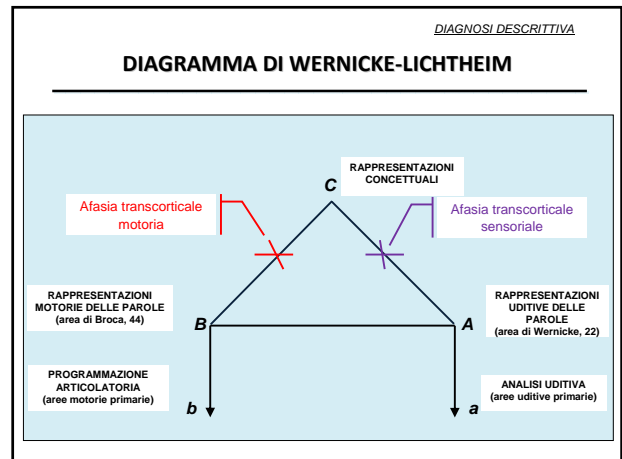 DIAGNOSI DESCRITTIVA
DIAGRAMMA DI WERNICKE-LICHTHEIM
RAPPRESENTAZIONI
CONCETTUALI
C
Afasia transcorticale
motoria
Afasia transcorticale
sensoriale
RAPPRESENTAZIONI
MOTORIE DELLE PAROLE
(area di Broca, 44)
B
A
RAPPRESENTAZIONI
UDITIVE DELLE
PAROLE
(area di Wernicke, 22)
PROGRAMMAZIONE
ARTICOLATORIA
(aree motorie primarie)
b
a
ANALISI UDITIVA
(aree uditive primarie)